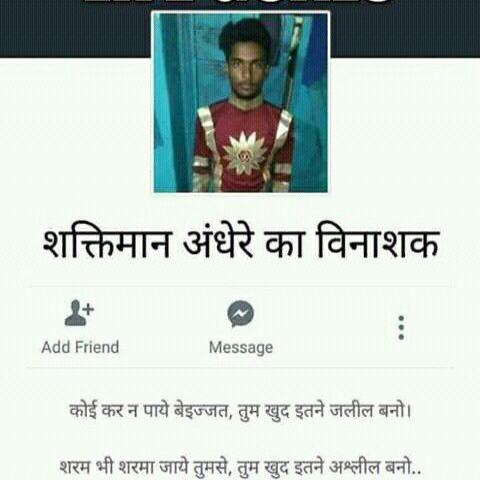 शक्तिमान अंधेरे का विनाशक
Add Friend
Message
कोई कर न पाये बेइज्जत, तुम खुद इतने जलील बनो।
शरम भी शरमा जाये तुमसे, तुम खुद इतने अश्लील बनो..